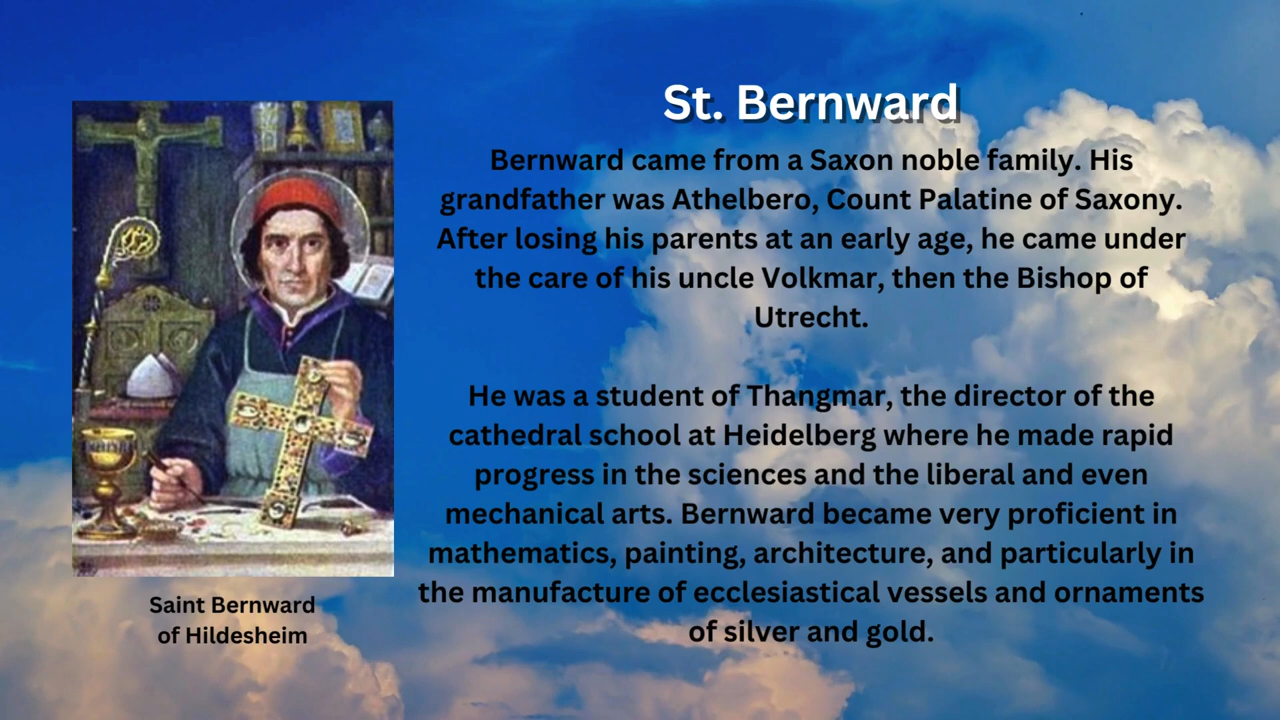 St. Bernward
Bernward came from a Saxon noble family. His
grandfather was Athelbero, Count Palatine of Saxony.
After losing his parents at an early age, he came under
the care of his uncle Volkmar, then the Bishop of
Utrecht.
He was a student of Thangmar, the director of the
cathedral school at Heidelberg where he made rapid
progress in the sciences and the liberal and even
mechanical arts. Bernward became very proficient in
mathematics, painting, architecture, and particularly in
the manufacture of ecclesiastical vessels and ornaments
of silver and gold.
Saint Bernward
of Hildesheim